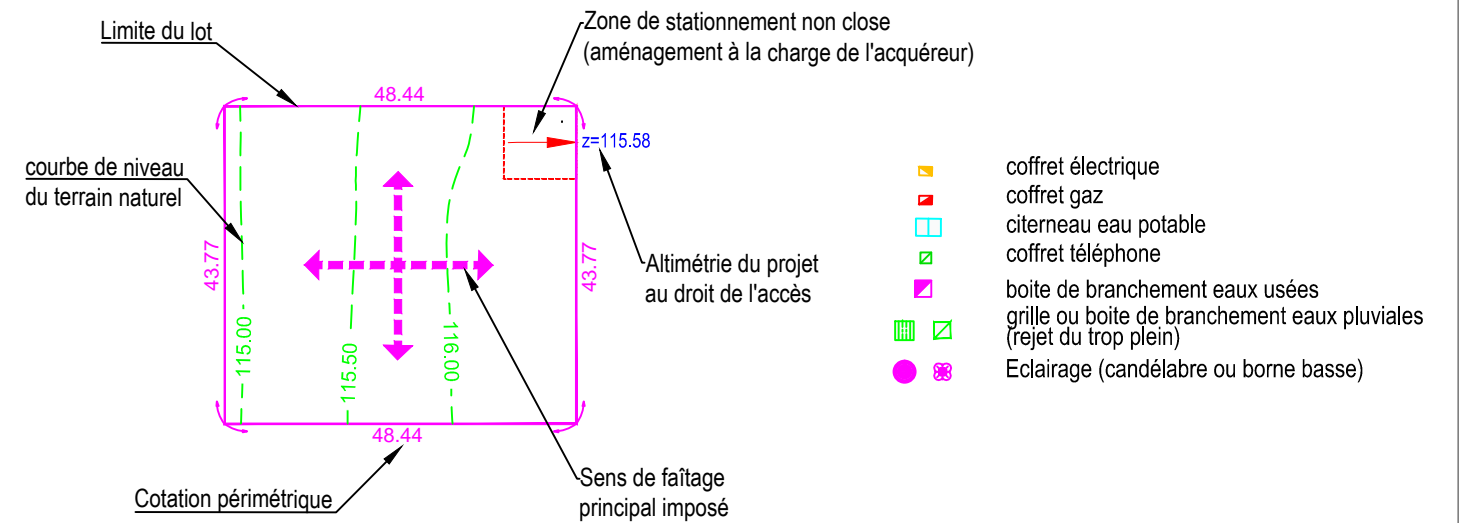 Limite du lot
Zone de stationnement non close
(aménagement à la charge de l'acquéreur)
48.44
z=115.58
courbe de niveau
du terrain naturel
43.77
43.77
115.00
115.50
116.00
Altimétrie du projet
au droit de l'accès
48.44
Cotation périmétrique
Sens de faîtage
principal imposé
coffret électrique
coffret gaz
citerneau eau potable
coffret téléphone
boite de branchement eaux usées
grille ou boite de branchement eaux pluviales
(rejet du trop plein)
Eclairage (candélabre ou borne basse)